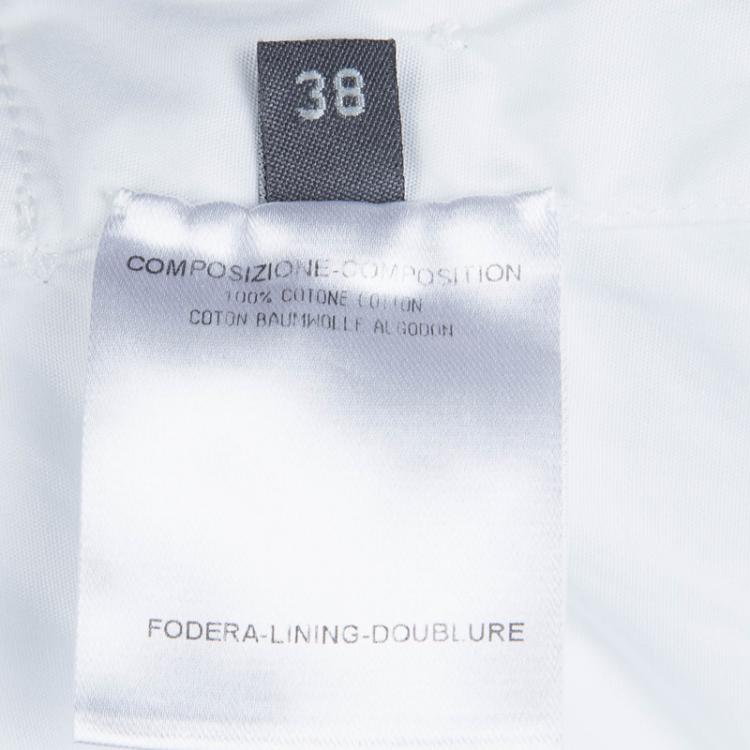 38
COMPOSIZIONE-COMPOSITION
100% COTONE COTTON
COTON BAUMWOLLE ALGODON
FODERA-LINING-DOUBLURE